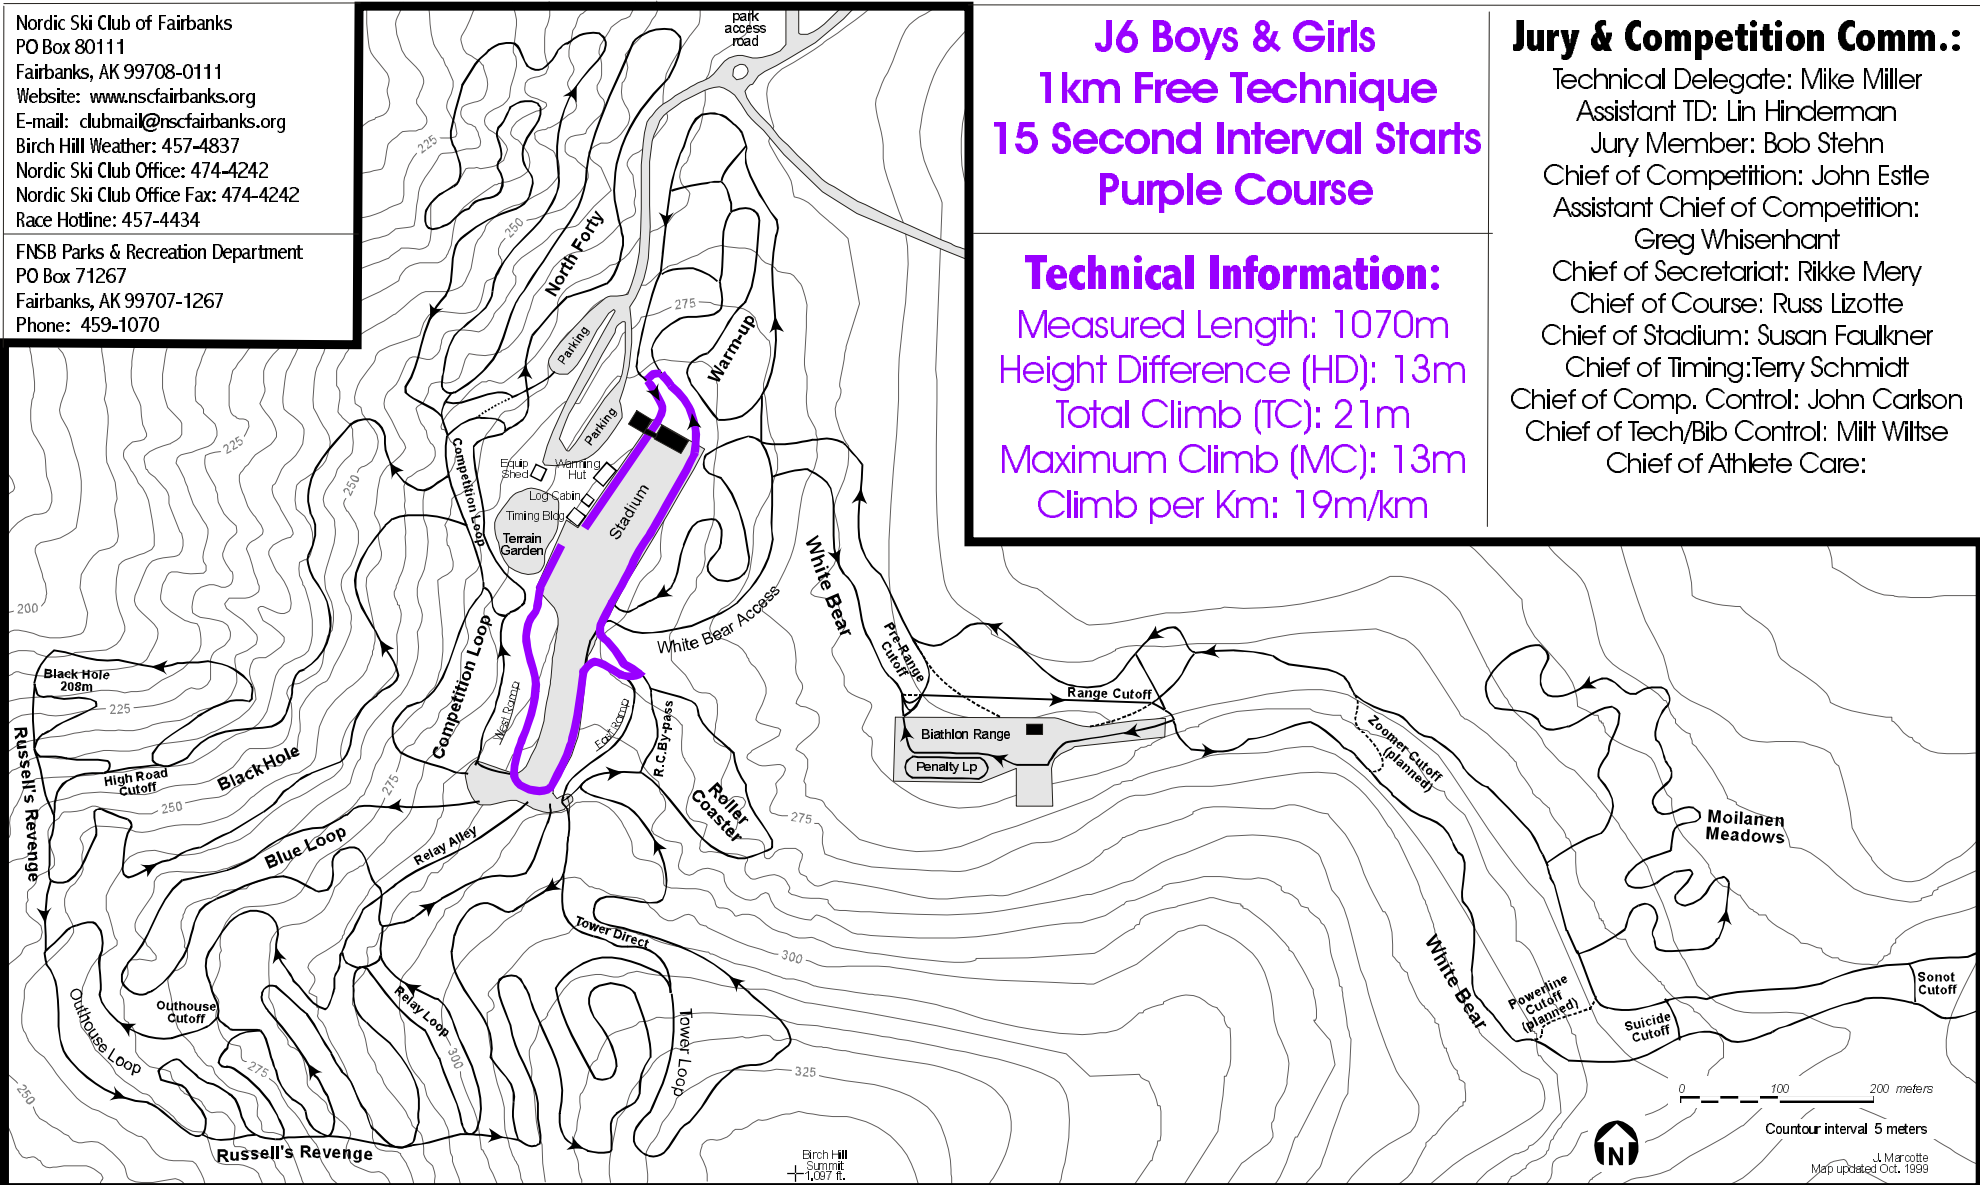 Nordic Ski Club of Fairbanks
PO Box 80111
Fairbanks, AK 99708-0111
Website:  www.nscfairbanks.org
E-mail:  clubmail@nscfairbanks.org
Birch Hill Weather: 457-4837
Nordic Ski Club Office: 474-4242
Nordic Ski Club Office Fax: 474-4242
Race Hotline: 457-4434
FNSB Parks & Recreation Department
PO Box 71267
Fairbanks, AK 99707-1267
Phone:  459-1070
J6 Boys & Girls
1km Free Technique
15 Second Interval Starts
Purple Course
Technical Information:
Measured Length: 1070m
Height Difference (HD): 13m
Total Climb (TC): 21m
Maximum Climb (MC): 13m
Climb per Km: 19m/km
Jury & Competition Comm.:
Technical Delegate: Mike Miller
Assistant TD: Lin Hinderman
Jury Member: Bob Stehn
Chief of Competition: John Estle
Assistant Chief of Competition:
Greg Whisenhant
Chief of Secretariat: Rikke Mery
Chief of Course: Russ Lizotte
Chief of Stadium: Susan Faulkner
Chief of Timing:Terry Schmidt
Chief of Comp. Control: John Carlson
Chief of Tech/Bib Control: Milt Wiltse
Chief of Athlete Care:
park
access
road
225
250
North Forty
275
Parking
Warm-up
Parking
225
250
Competition Loop
Equip
Shed
Warming
Hut
Log Cabin
Timing Bldg
Stadium
Terrain
Garden
White Bear
200
White Bear Access
Competition Loop
Pre-Range
Cutoff
Black Hole
208m
225
West Ramp
East Ramp
R.C.By-pass
Range Cutoff
Biathlon Range
Penalty Lp
Zoomer Cutoff
(planned)
Russell's Revenge
High Road
Cutoff
Black Hole
250
275
Roller
Coaster
275
Blue Loop
Relay Alley
Moilanen
Meadows
Tower Direct
300
White Bear
Outhouse Loop
Outhouse
Cutoff
Relay Loop
300
Tower Loop
275
250
325
Powerline
Cutoff
(planned)
Suicide
Cutoff
Sonot
Cutoff
Russell's Revenge
Birch Hill
Summit
1,097 ft.
0 100 200 meters
N
Countour interval  5 meters
J. Marcotte
Map updated Oct. 1999